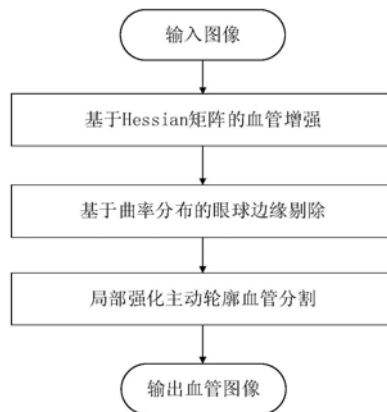 输入图像
基于Hessian矩阵的血管增强
基于曲率分布的眼球边缘剔除
局部强化主动轮廓血管分割
输出血管图像